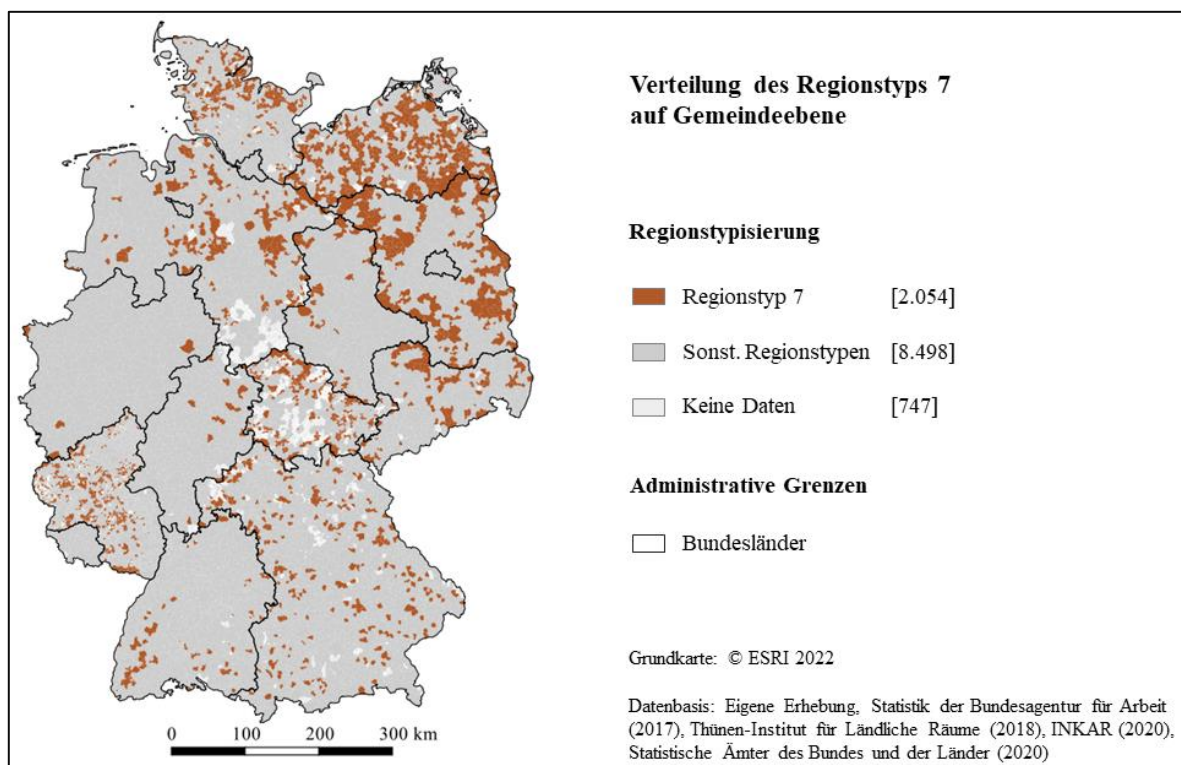 Verteilung des Regionstyps 7
auf Gemeindeebene
Regionstypisierung
Regionstyp 7 [2.054]
Sonst. Regionstypen [8.498]
Keine Daten [747]
Administrative Grenzen
Bundesländer
Grundkarte: © ESRI 2022
Datenbasis: Eigene Erhebung, Statistik der Bundesagentur für Arbeit
(2017), Thünen-Institut für Ländliche Räume (2018), INKAR (2020),
Statistische Ämter des Bundes und der Länder (2020)
0 100 200 300 km